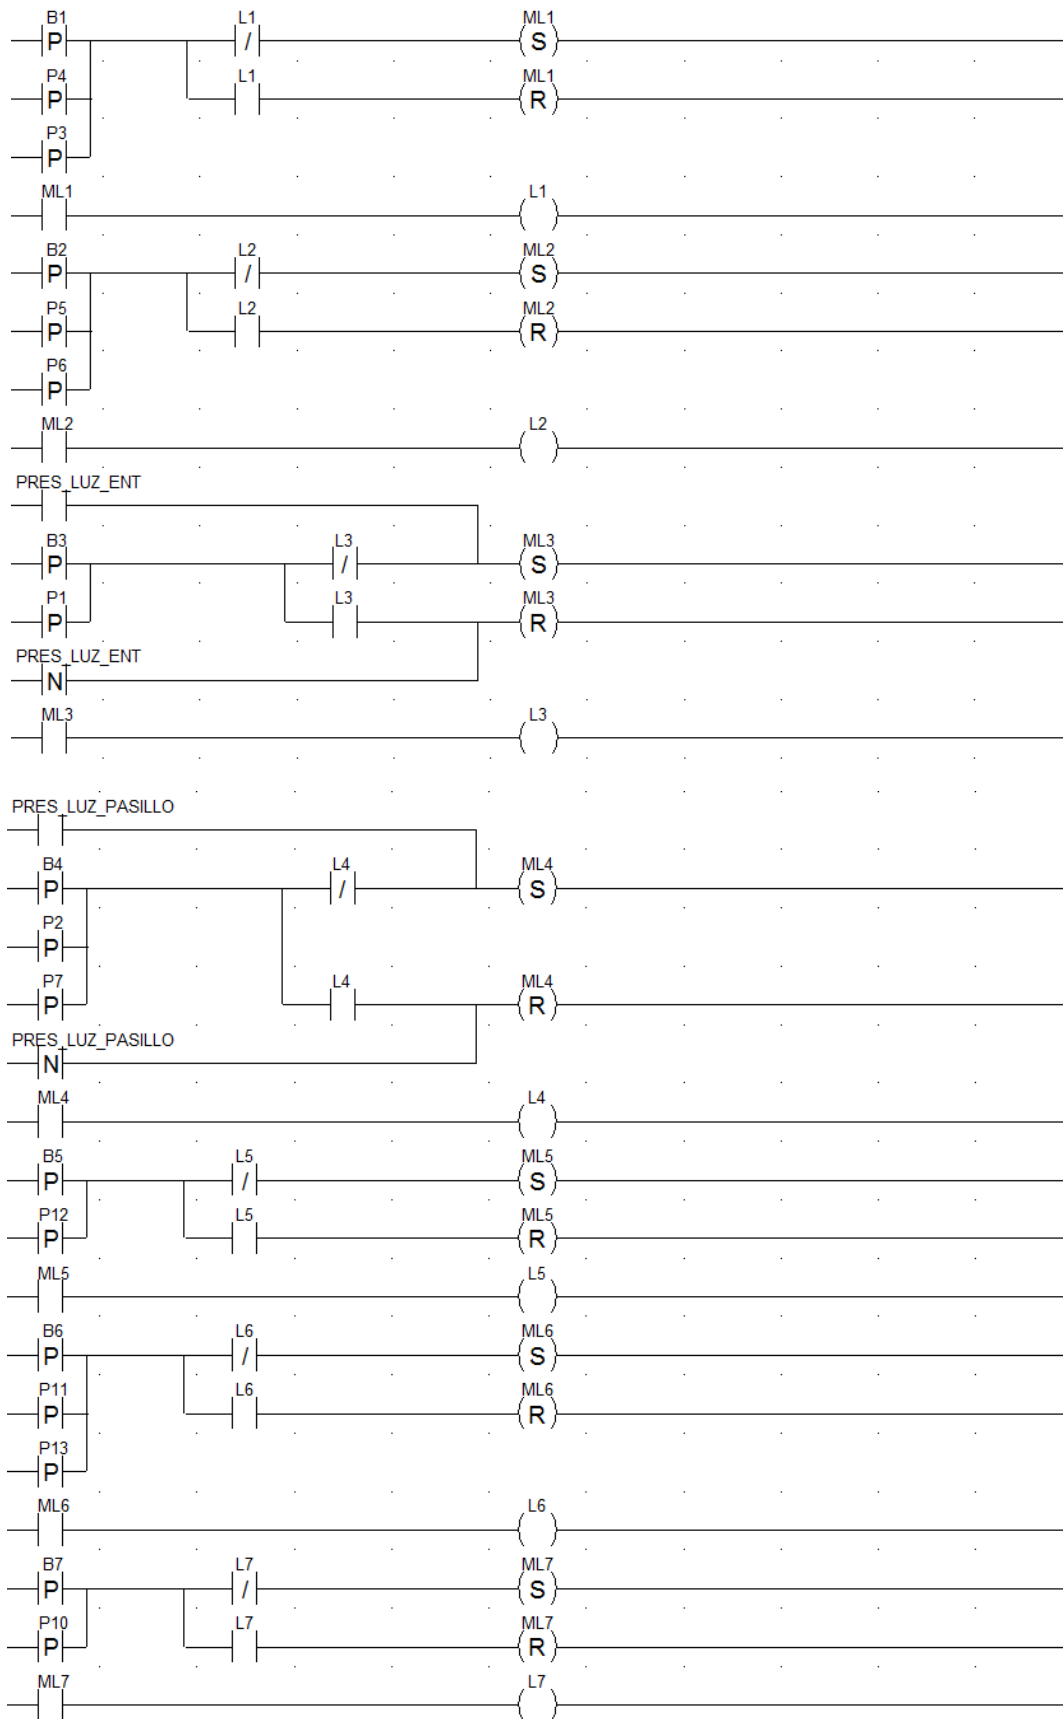 B1 L1 ML1
P / S
P4 L1 ML1
P R
P3
P
ML1 L1
B2 L2 ML2
P / S
P5 L2 ML2
P R
P6
P
ML2 L2
PRES_LUZ_ENT
B3 L3 ML3
P / S
P1 L3 ML3
P R
PRES_LUZ_ENT
N
ML3 L3
PRES_LUZ_PASILLO
B4 L4 ML4
P / S
P2
P
P7 L4 ML4
P R
PRES_LUZ_PASILLO
N
ML4 L4
B5 L5 ML5
P / S
P12 L5 ML5
P R
ML5 L5
B6 L6 ML6
P / S
P11 L6 ML6
P R
P13
P
ML6 L6
B7 L7 ML7
P / S
P10 L7 ML7
P R
ML7 L7